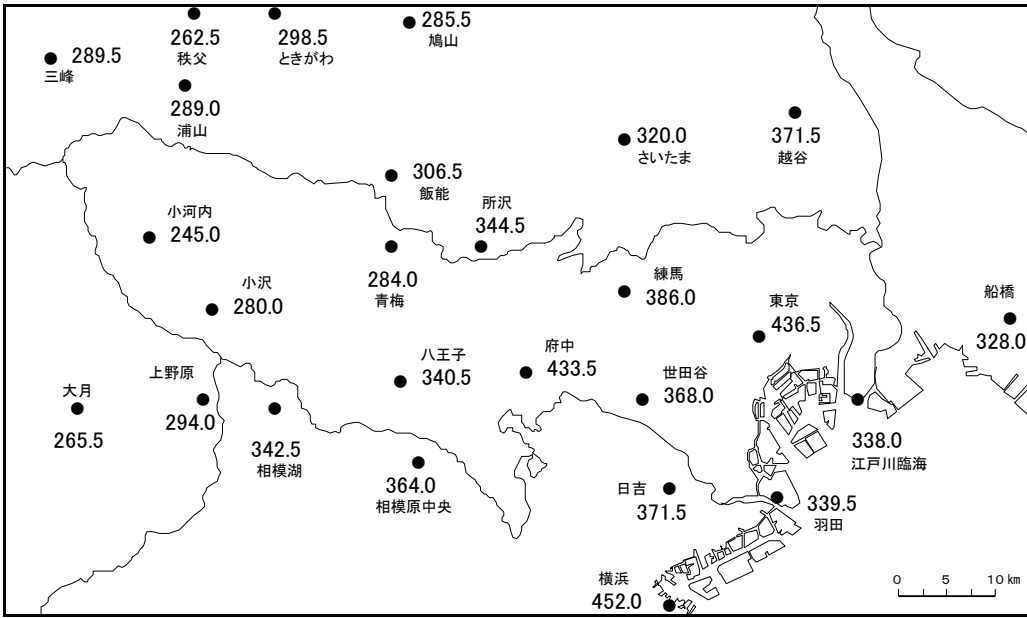 289.5
三峰
262.5
秩父
298.5
ときがわ
285.5
鳩山
289.0
浦山
320.0
さいたま
371.5
越谷
306.5
飯能
所沢
344.5
小河内
245.0
284.0
青梅
小沢
280.0
練馬
386.0
東京
436.5
船橋
328.0
大月
265.5
上野原
294.0
342.5
相模湖
八王子
340.5
府中
433.5
世田谷
368.0
338.0
江戸川臨海
364.0
相模原中央
日吉
371.5
339.5
羽田
横浜
452.0
0 5 10 km